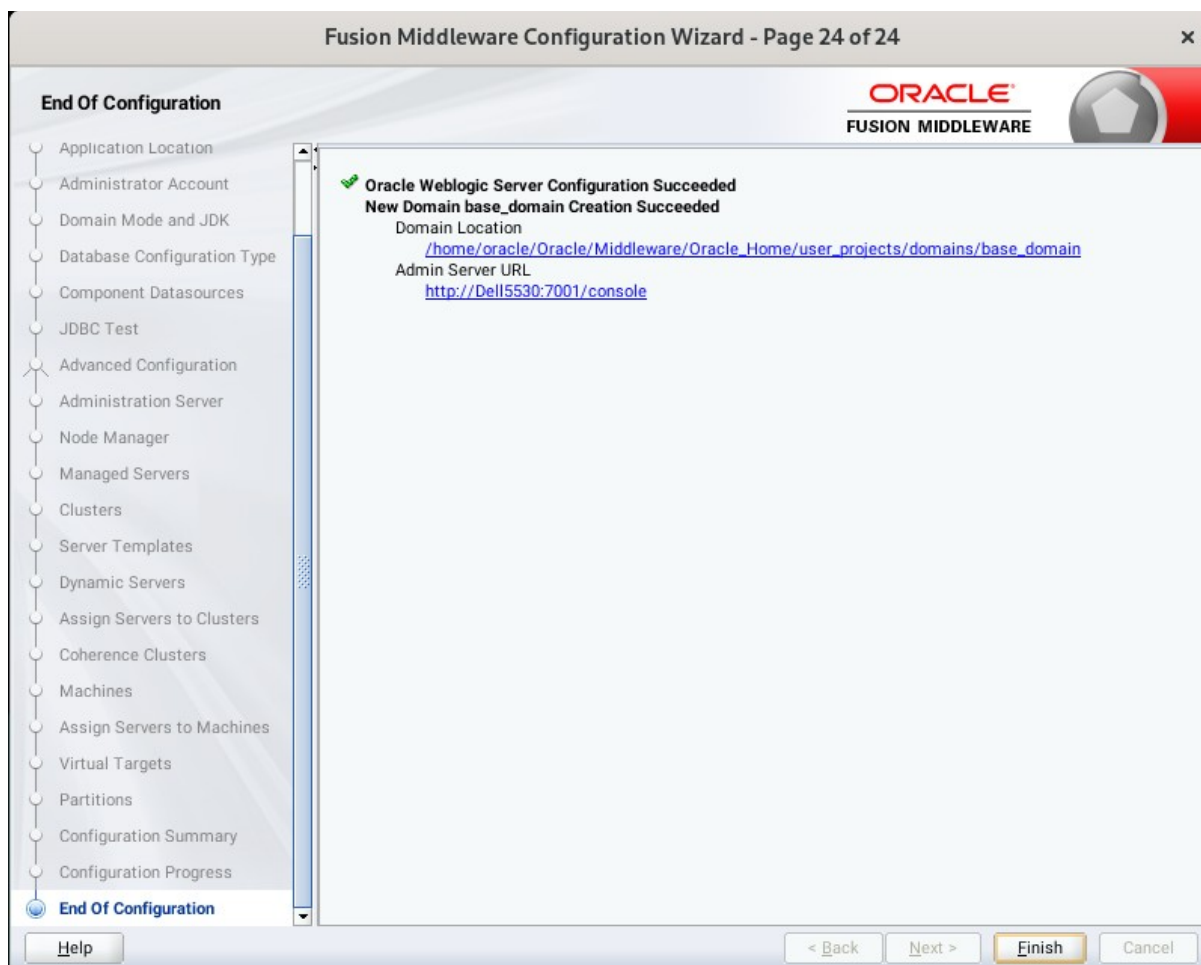 Fusion Middleware Configuration Wizard - Page 24 of 24
End Of Configuration
ORACLE
FUSION MIDDLEWARE
Application Location
Administrator Account
Domain Mode and JDK
Database Configuration Type
Component Datasources
JDBC Test
Advanced Configuration
Administration Server
Node Manager
Managed Servers
Clusters
Server Templates
Dynamic Servers
Assign Servers to Clusters
Coherence Clusters
Machines
Assign Servers to Machines
Virtual Targets
Partitions
Configuration Summary
Configuration Progress
End Of Configuration
Oracle Weblogic Server Configuration Succeeded
New Domain base_domain Creation Succeeded
Domain Location
/home/oracle/Oracle/Middleware/Oracle_Home/user_projects/domains/base_domain
Admin Server URL
http://Dell5530:7001/console
Help
< Back
Next >
Finish
Cancel